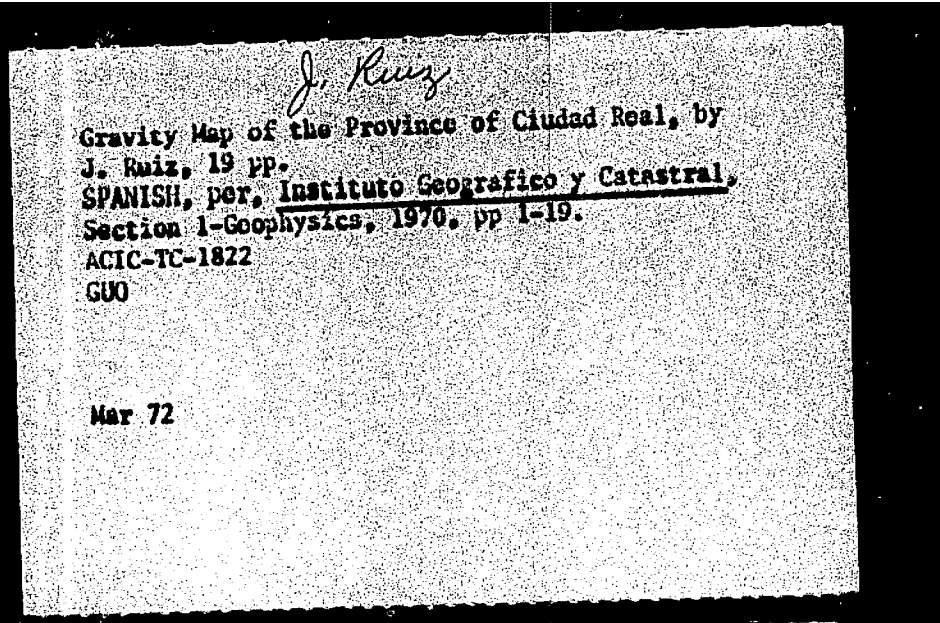 J. Ruiz
Gravity Map of the Province of Ciudad Real, by
J. Ruiz, 19 pp.
SPANISH, per, Instituto Geografico y Catastral,
Section 1-Geophysics, 1970, pp 1-19.
ACIC-TC-1822
GUO
Mar 72